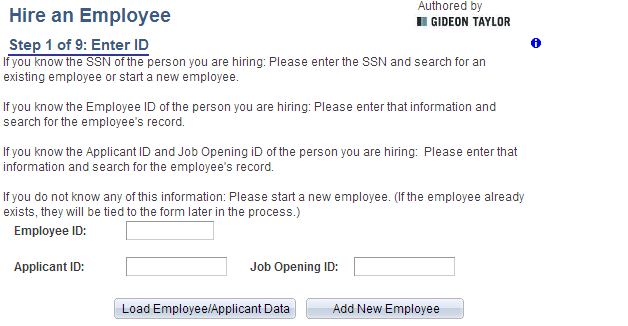 Hire an Employee
Authored by
GIDEON TAYLOR
Step 1 of 9: Enter ID
If you know the SSN of the person you are hiring: Please enter the SSN and search for an
existing employee or start a new employee.
If you know the Employee ID of the person you are hiring: Please enter that information and
search for the employee's record.
If you know the Applicant ID and Job Opening iD of the person you are hiring:  Please enter that
information and search for the employee's record.
If you do not know any of this information: Please start a new employee. (If the employee already
exists, they will be tied to the form later in the process.)
Employee ID:
Applicant ID: Job Opening ID:
Load Employee/Applicant Data Add New Employee